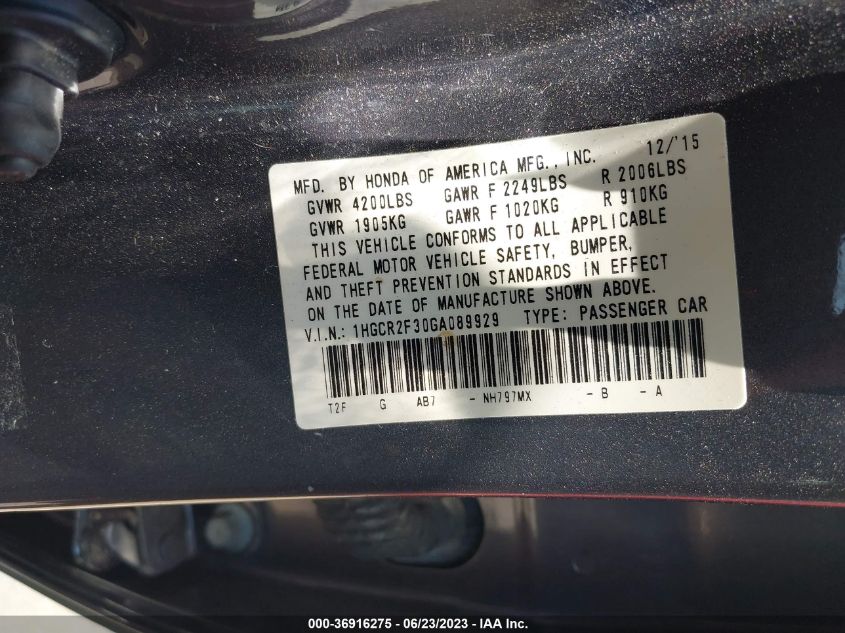 MFD. BY HONDA OF AMERICA MFG., INC. 12/'15
GVWR 4200LBS GAWR F 2249LBS R 2006LBS
GVWR 1905KG GAWR F 1020KG R 910KG
THIS VEHICLE CONFORMS TO ALL APPLICABLE
FEDERAL MOTOR VEHICLE SAFETY, BUMPER,
AND THEFT PREVENTION STANDARDS IN EFFECT
ON THE DATE OF MANUFACTURE SHOWN ABOVE.
V.I.N.: 1HGCR2F30GA089929 TYPE: PASSENGER CAR
T2F G AB7 - NH797MX - B - A
000-36916275 - 06/23/2023 - IAA Inc.